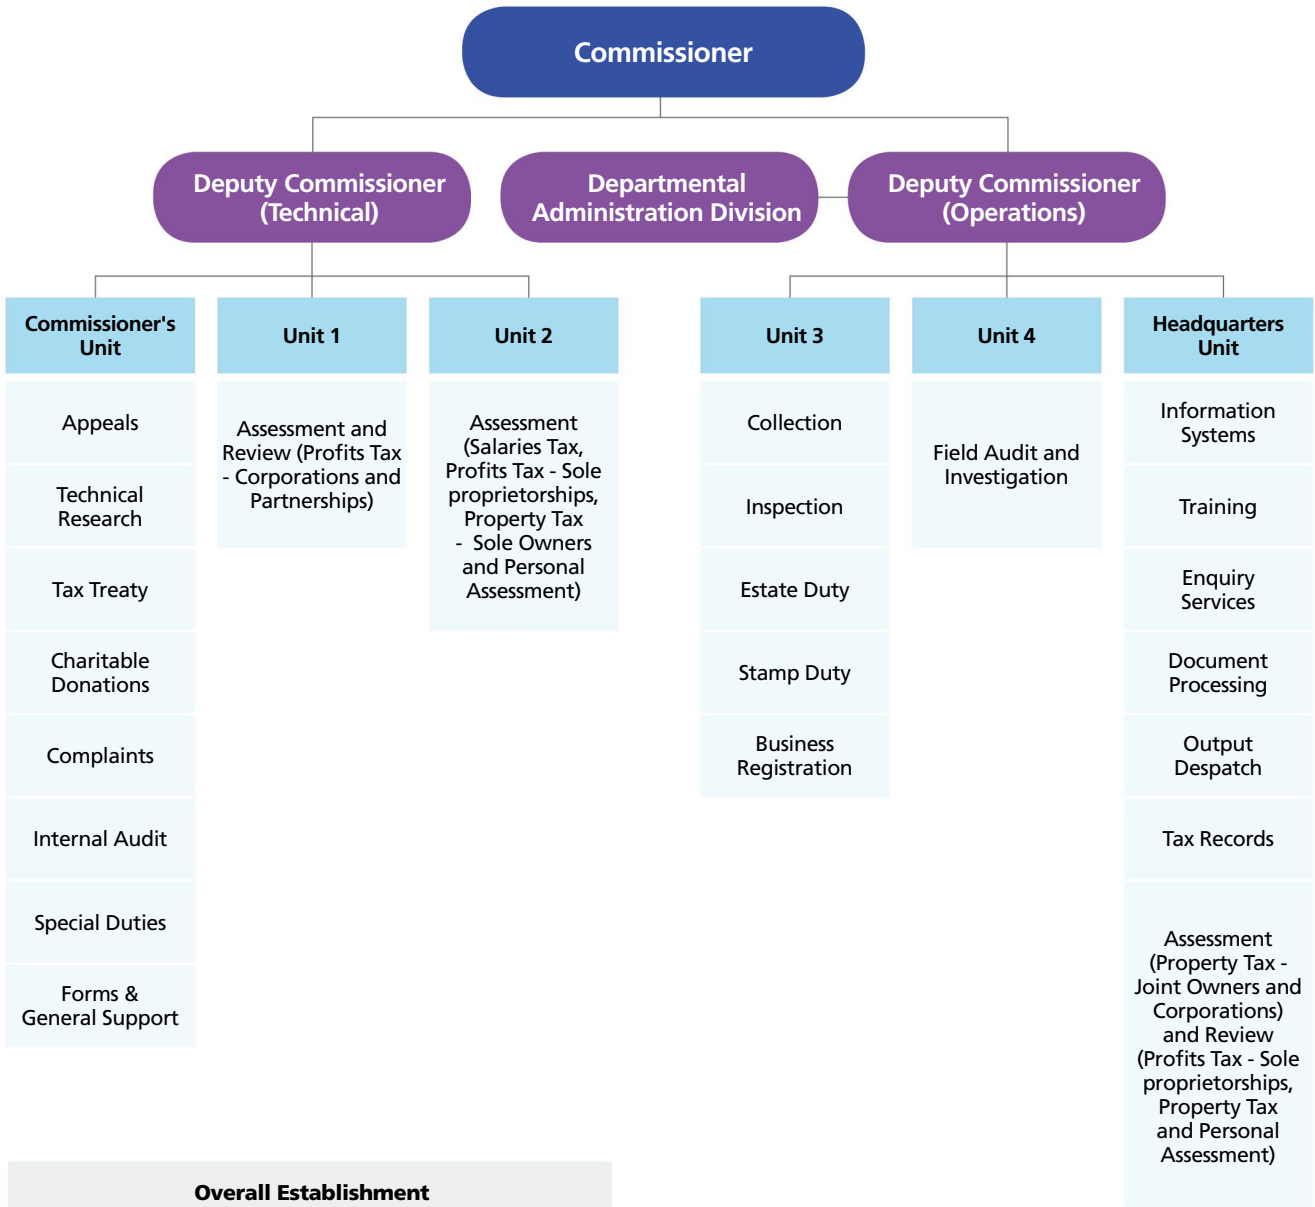 Commissioner
Deputy Commissioner
(Technical)
Departmental
Administration Division
Deputy Commissioner
(Operations)
Commissioner's
Unit
Unit 1
Unit 2
Unit 3
Unit 4
Headquarters
Unit
Appeals
Technical
Research
Tax Treaty
Charitable
Donations
Complaints
Internal Audit
Special Duties
Forms &
General Support
Assessment and
Review (Profits Tax
- Corporations and
Partnerships)
Assessment
(Salaries Tax,
Profits Tax - Sole
proprietorships,
Property Tax
- Sole Owners
and Personal
Assessment)
Collection
Inspection
Estate Duty
Stamp Duty
Business
Registration
Field Audit and
Investigation
Information
Systems
Training
Enquiry
Services
Document
Processing
Output
Despatch
Tax Records
Assessment
(Property Tax -
Joint Owners and
Corporations)
and Review
(Profits Tax - Sole
proprietorships,
Property Tax
and Personal
Assessment)
Overall Establishment